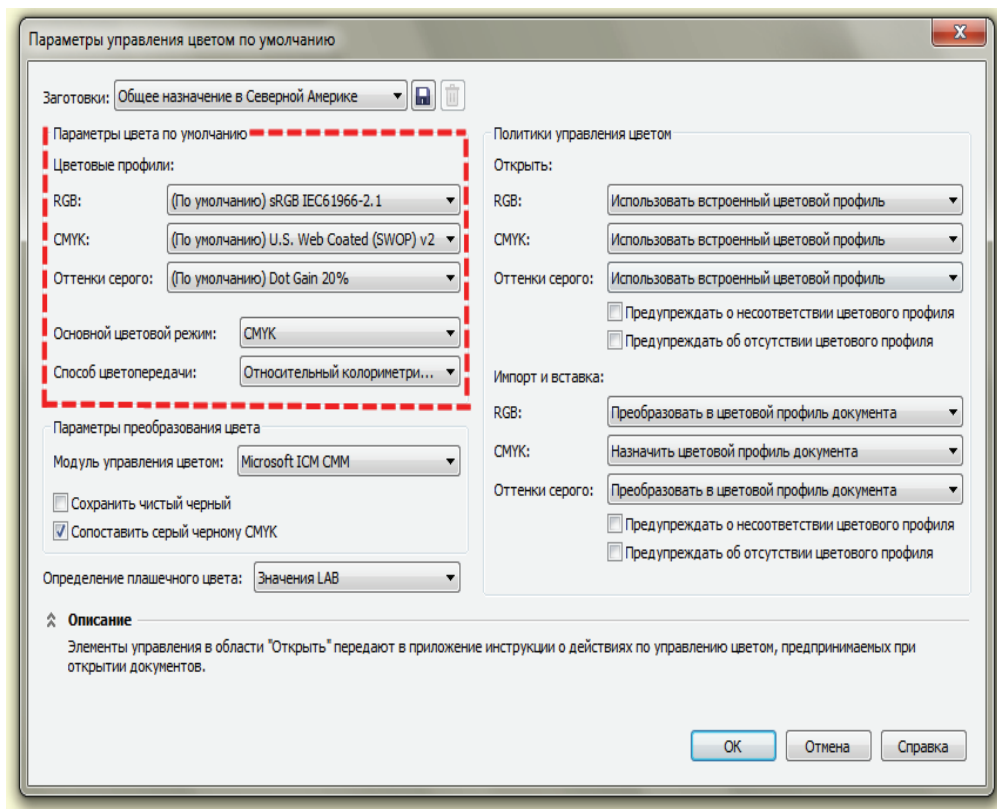 Параметры управления цветом по умолчанию
X
Заготовки: Общее назначение в Северной Америке
Параметры цвета по умолчанию
Цветовые профили:
RGB: (По умолчанию) sRGB IEC61966-2.1
CMYK: (По умолчанию) U.S. Web Coated (SWOP) v2
Оттенки серого: (По умолчанию) Dot Gain 20%
Основной цветовой режим: CMYK
Способ цветопередачи: Относительный колориметри...
Параметры преобразования цвета
Модуль управления цветом: Microsoft ICM CMM
Сохранить чистый черный
Сопоставить серый черному CMYK
Определение плашечного цвета: Значения LAB
Политики управления цветом
Открыть:
RGB: Использовать встроенный цветовой профиль
CMYK: Использовать встроенный цветовой профиль
Оттенки серого: Использовать встроенный цветовой профиль
Предупреждать о несоответствии цветового профиля
Предупреждать об отсутствии цветового профиля
Импорт и вставка:
RGB: Преобразовать в цветовой профиль документа
CMYK: Назначить цветовой профиль документа
Оттенки серого: Преобразовать в цветовой профиль документа
Предупреждать о несоответствии цветового профиля
Предупреждать об отсутствии цветового профиля
Описание
Элементы управления в области "Открыть" передают в приложение инструкции о действиях по управлению цветом, предпринимаемых при
открытии документов.
OK Отмена Справка